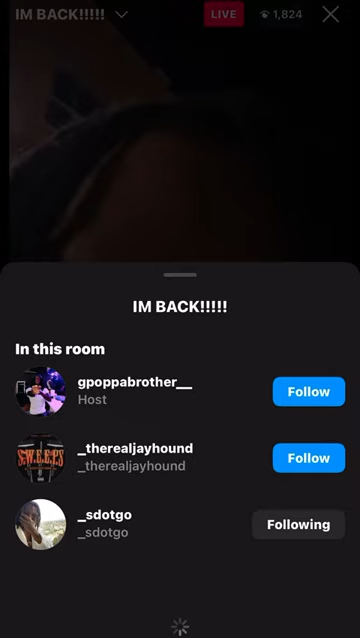 IM BACK!!!!!
LIVE
1,824
IM BACK!!!!!
In this room
gpoppabrother__
Host
Follow
S.W.E.E.T.S
_therealjayhound
_therealjayhound
Follow
_sdotgo
_sdotgo
Following